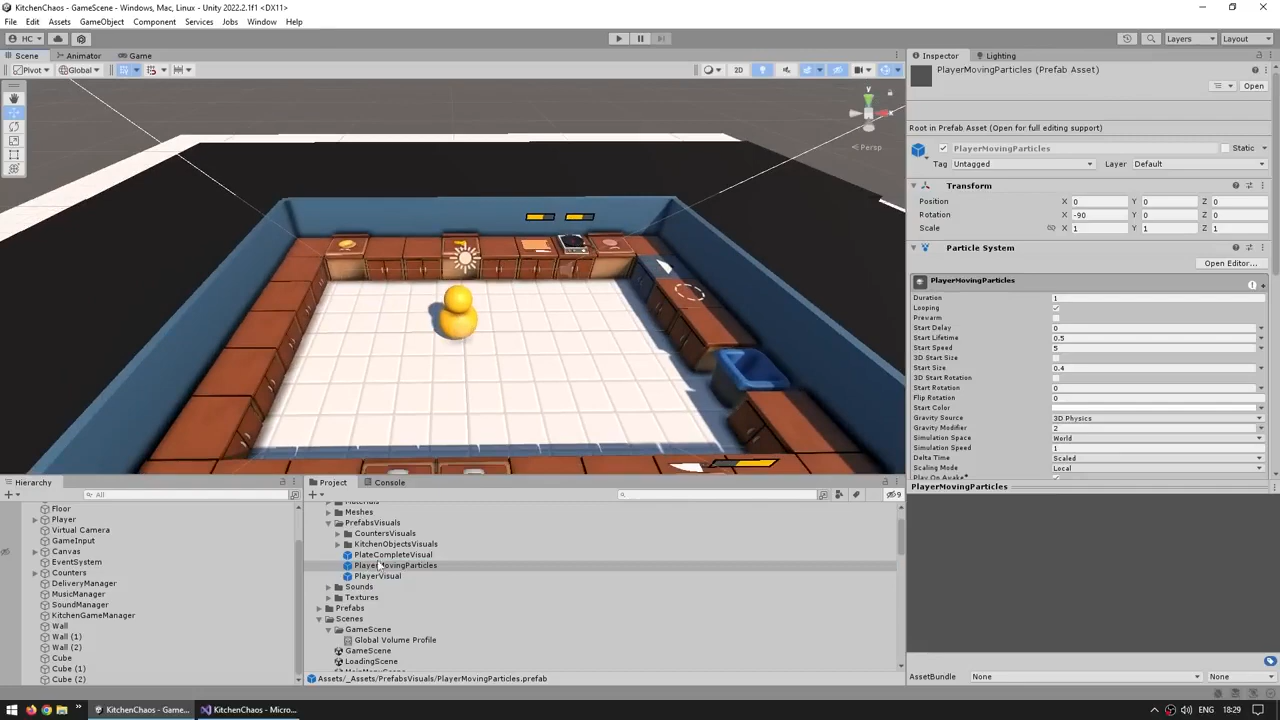 KitchenChaos - GameScene - Windows, Mac, Linux - Unity 2022.2.1f1 <DX11>
File Edit Assets GameObject Component Services Jobs Window Help
HC Layers Layout
Scene Animator Game
Pivot Global 2D
y
Persp
Inspector Lighting
PlayerMovingParticles (Prefab Asset)
Open
Root in Prefab Asset (Open for full editing support)
PlayerMovingParticles Static
Tag Untagged Layer Default
Transform
Position X 0 Y 0 Z 0
Rotation X -90 Y 0 Z 0
Scale X 1 Y 1 Z 1
Particle System
Open Editor...
PlayerMovingParticles
Duration 1
Looping
Prewarm
Start Delay 0
Start Lifetime 0.5
Start Speed 5
3D Start Size
Start Size 0.4
3D Start Rotation
Start Rotation 0
Flip Rotation 0
Start Color
Gravity Source 3D Physics
Gravity Modifier 2
Simulation Space World
Simulation Speed 1
Delta Time Scaled
Scaling Mode Local
Play On Awake*
PlayerMovingParticles
AssetBundle None None
Hierarchy
All
Floor
Player
Virtual Camera
GameInput
Canvas
EventSystem
Counters
DeliveryManager
MusicManager
SoundManager
KitchenGameManager
Wall
Wall (1)
Wall (2)
Cube
Cube (1)
Cube (2)
Project Console
9
Materials
Meshes
PrefabsVisuals
CountersVisuals
KitchenObjectsVisuals
PlateCompleteVisual
PlayerMovingParticles
PlayerVisual
Sounds
Textures
Prefabs
Scenes
GameScene
Global Volume Profile
GameScene
LoadingScene
Assets/_Assets/PrefabsVisuals/PlayerMovingParticles.prefab
KitchenChaos - Game... KitchenChaos - Micro... ENG 18:29